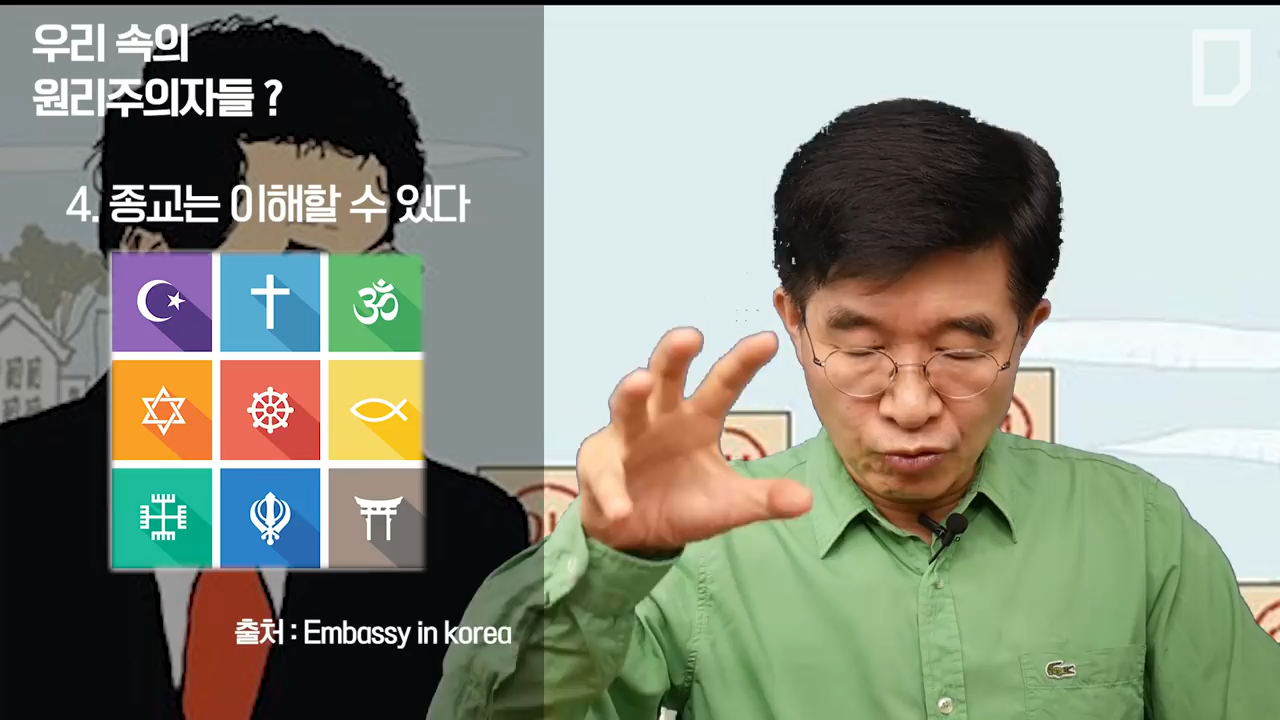 우리 속의
원리주의자들 ?
4. 종교는 이해할 수 있다
출처 : Embassy in korea